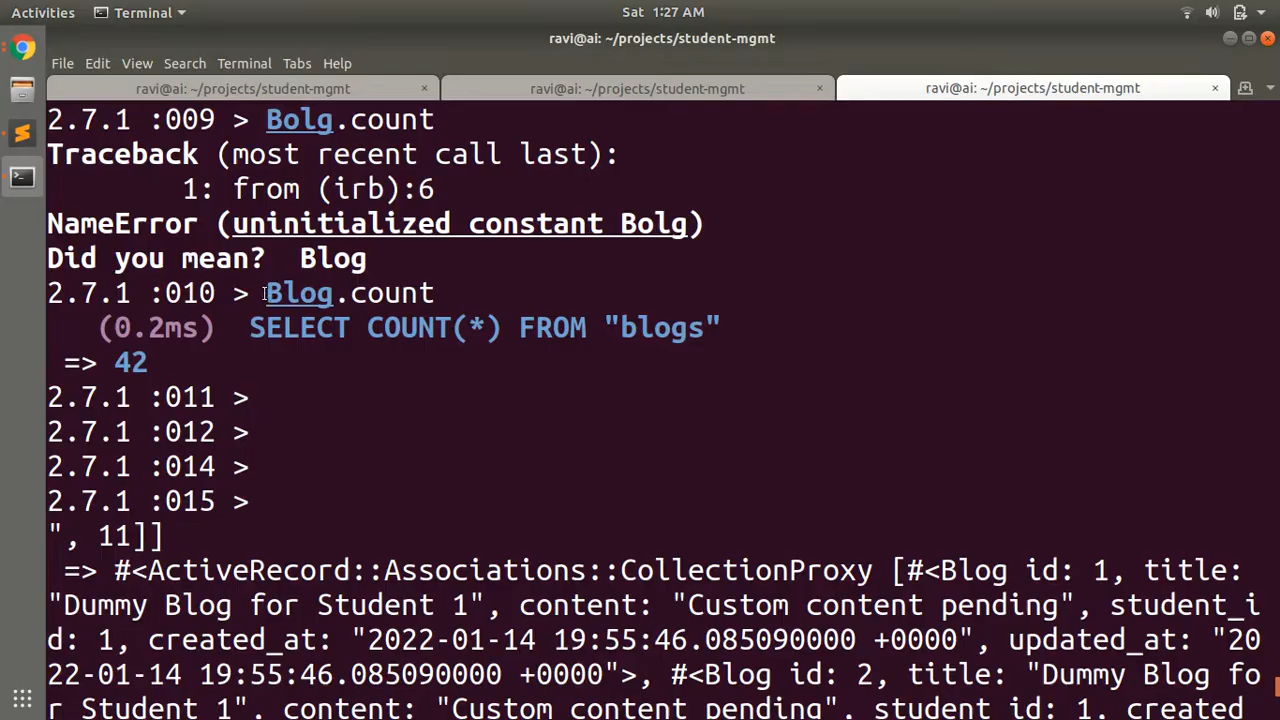 Activities Terminal Sat 1:27 AM
ravi@ai: ~/projects/student-mgmt
File Edit View Search Terminal Tabs Help
ravi@ai: ~/projects/student-mgmt × ravi@ai: ~/projects/student-mgmt × ravi@ai: ~/projects/student-mgmt ×
2.7.1 :009 > Bolg.count
Traceback (most recent call last):
1: from (irb):6
NameError (uninitialized constant Bolg)
Did you mean?  Blog
2.7.1 :010 > Blog.count
(0.2ms)  SELECT COUNT(*) FROM "blogs"
=> 42
2.7.1 :011 >
2.7.1 :012 >
2.7.1 :014 >
2.7.1 :015 >
", 11]]
=> #<ActiveRecord::Associations::CollectionProxy [#<Blog id: 1, title:
"Dummy Blog for Student 1", content: "Custom content pending", student_i
d: 1, created_at: "2022-01-14 19:55:46.085090000 +0000", updated_at: "20
22-01-14 19:55:46.085090000 +0000">, #<Blog id: 2, title: "Dummy Blog fo
r Student 1", content: "Custom content pending", student_id: 1, created